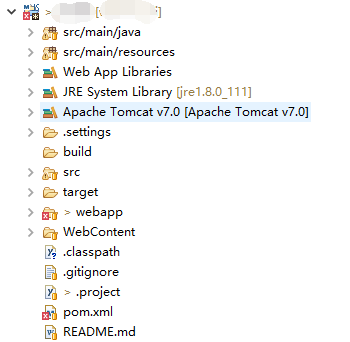 > [
src/main/java
src/main/resources
Web App Libraries
JRE System Library [jre1.8.0_111]
Apache Tomcat v7.0 [Apache Tomcat v7.0]
.settings
build
src
target
> webapp
WebContent
.classpath
.gitignore
> .project
pom.xml
README.md